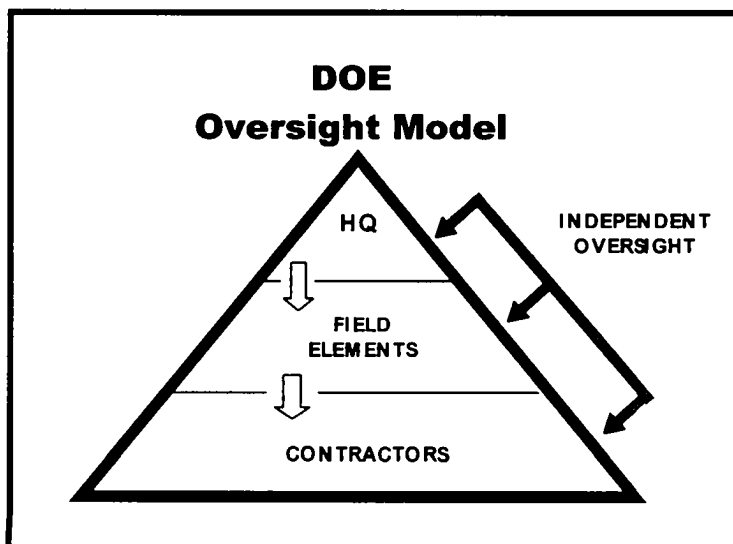 DOE
Oversight Model
HQ
INDEPENDENT
OVERSIGHT
FIELD
ELEMENTS
CONTRACTORS